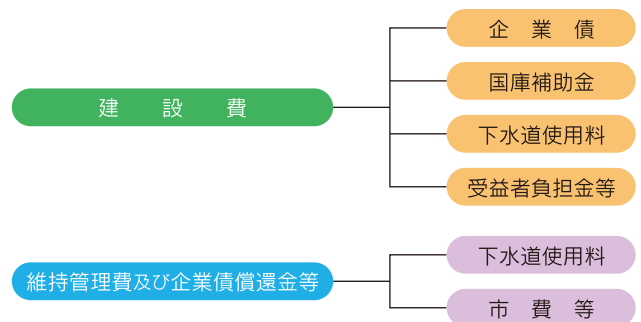 建設費
企業債
国庫補助金
下水道使用料
受益者負担金等
維持管理費及び企業債償還金等
下水道使用料
市費等